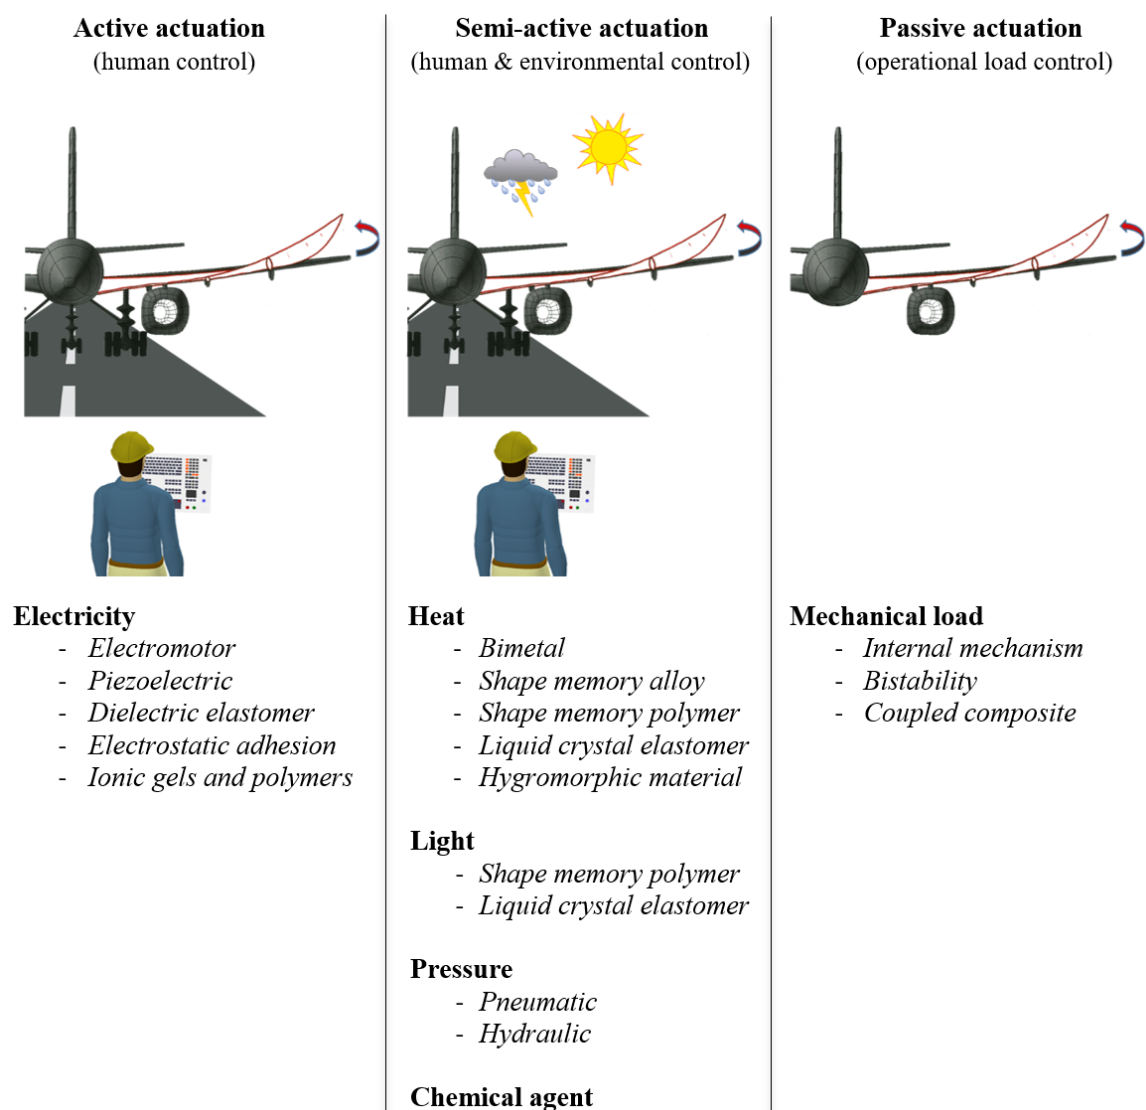 Active actuation
(human control)
Electricity
- Electromotor
- Piezoelectric
- Dielectric elastomer
- Electrostatic adhesion
- Ionic gels and polymers
Semi-active actuation
(human & environmental control)
Heat
- Bimetal
- Shape memory alloy
- Shape memory polymer
- Liquid crystal elastomer
- Hygromorphic material
Light
- Shape memory polymer
- Liquid crystal elastomer
Pressure
- Pneumatic
- Hydraulic
Chemical agent
Passive actuation
(operational load control)
Mechanical load
- Internal mechanism
- Bistability
- Coupled composite